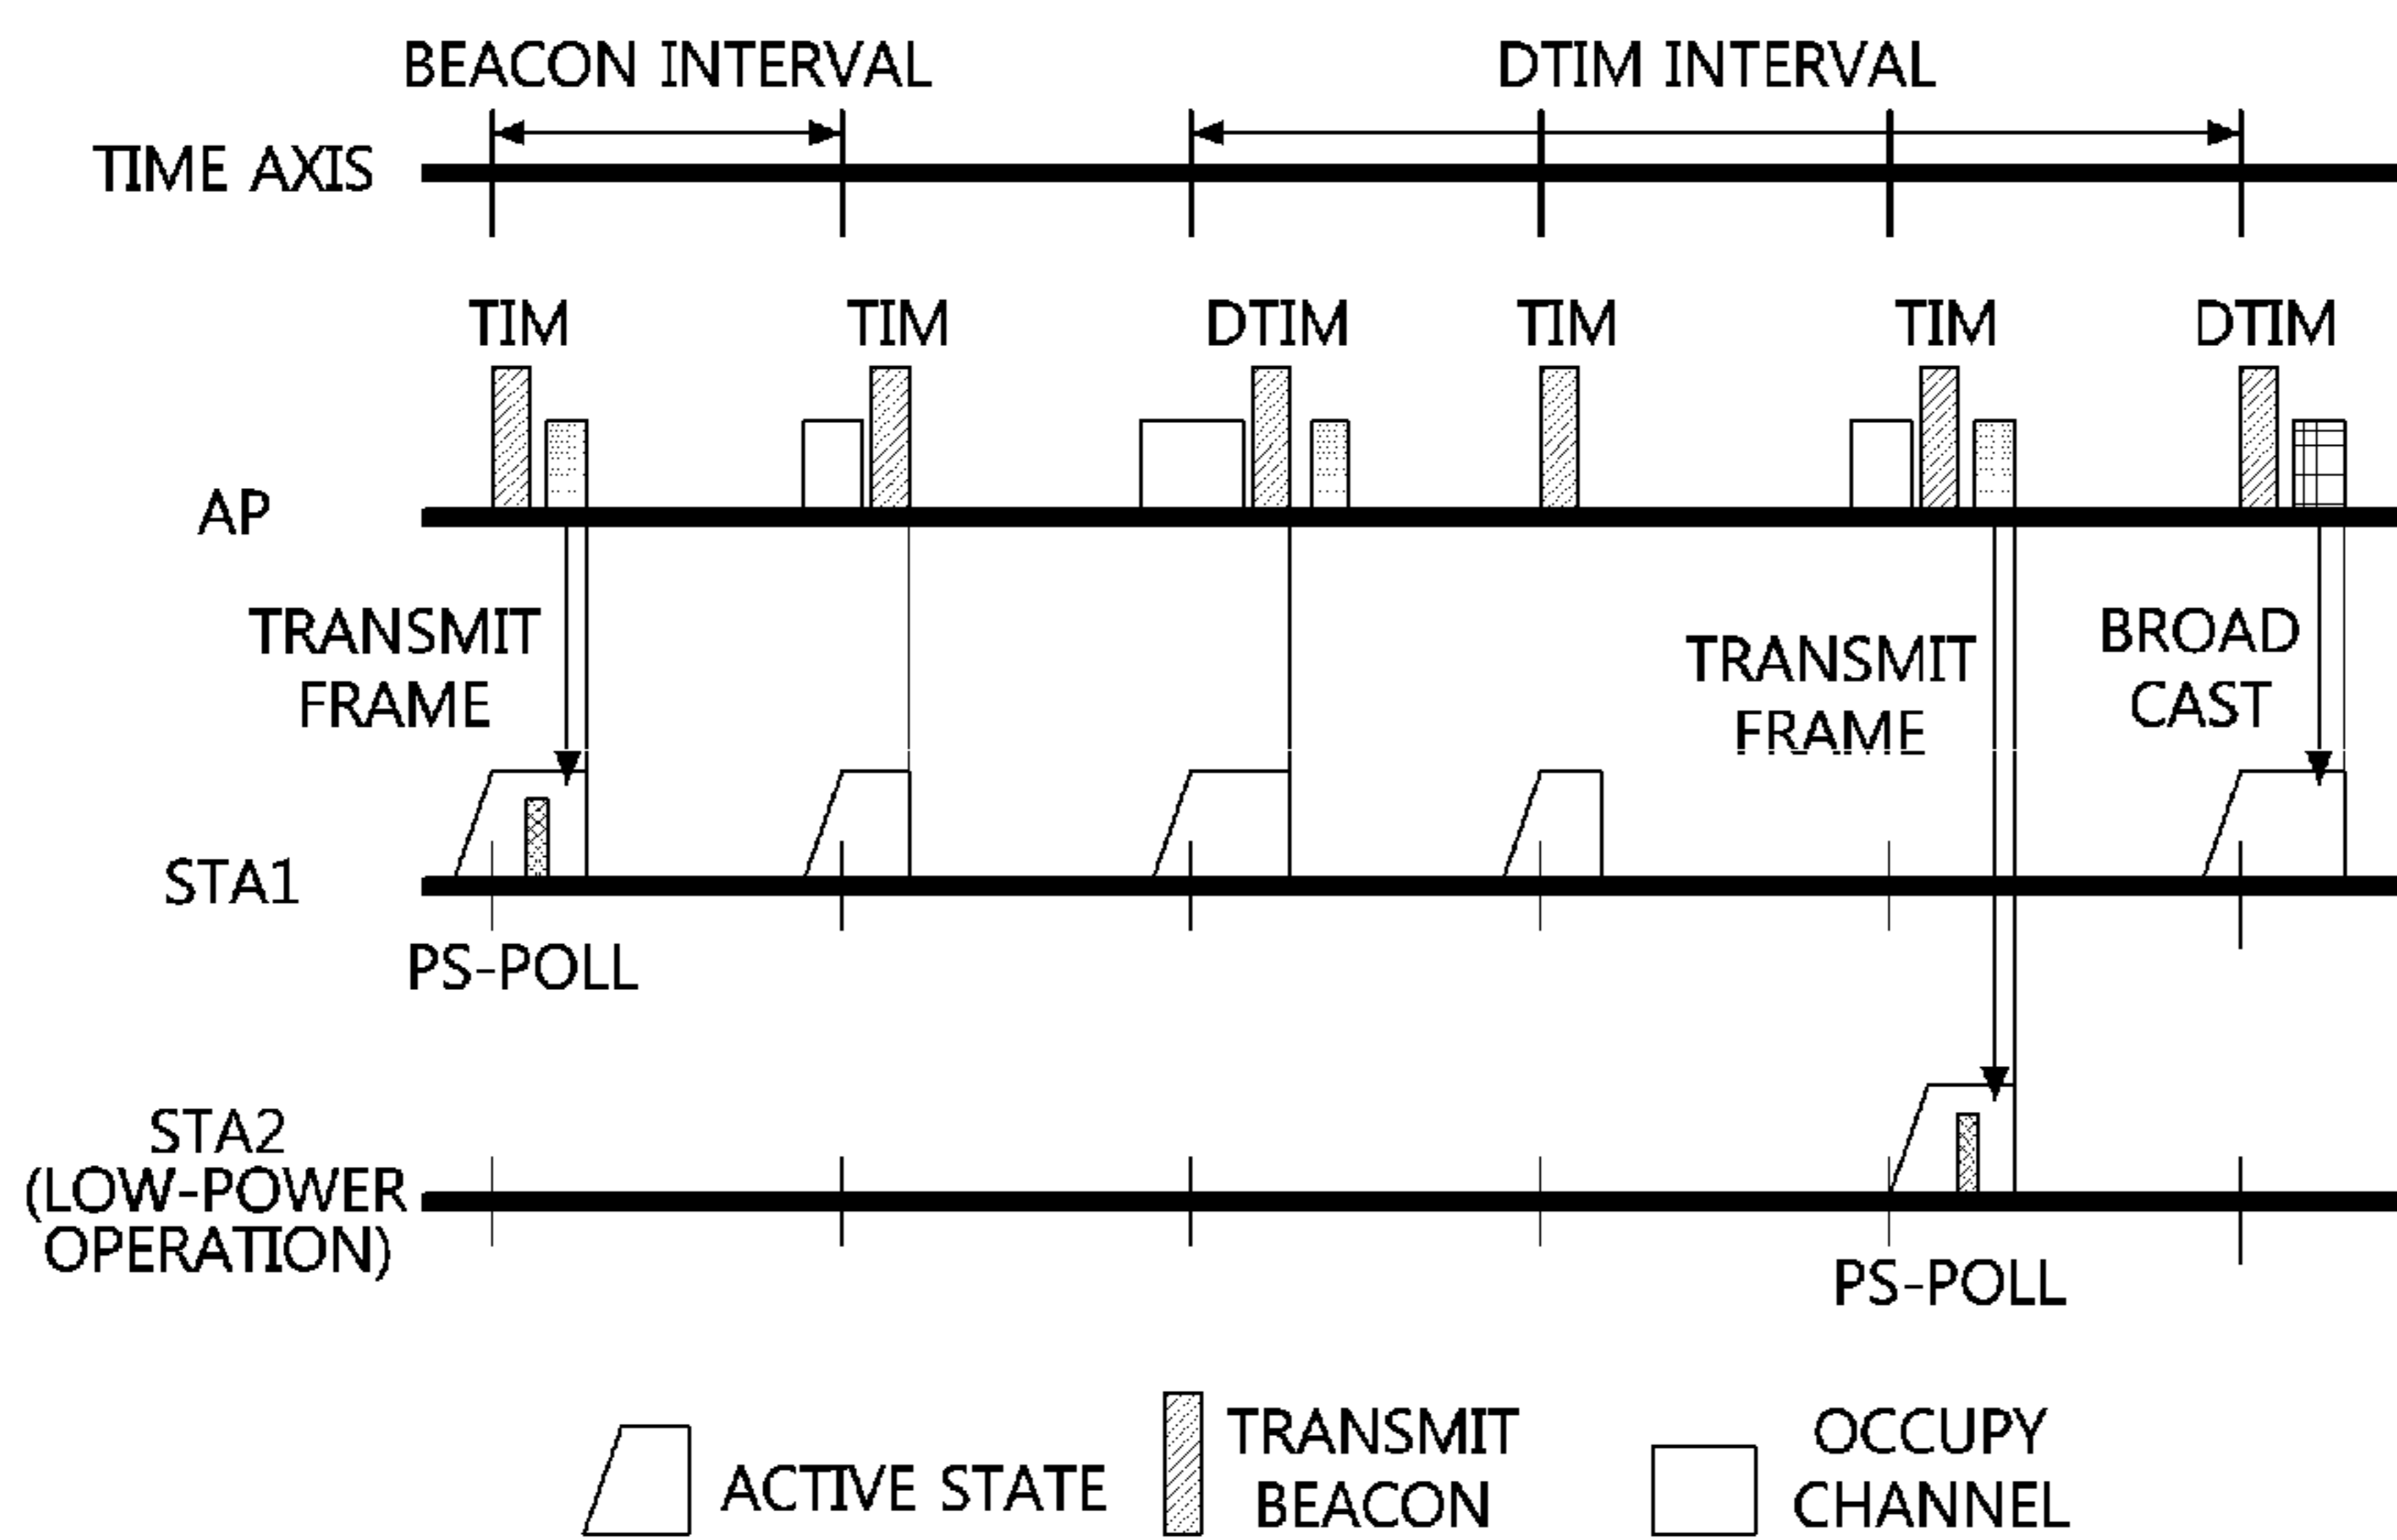 BEACON INTERVAL
DTIM INTERVAL
TIME AXIS
TIM
TIM
DTIM
TIM
TIM
DTIM
AP
TRANSMIT
FRAME
TRANSMIT
FRAME
BROAD
CAST
STA1
PS-POLL
STA2
(LOW-POWER
OPERATION)
PS-POLL
ACTIVE STATE
TRANSMIT
BEACON
OCCUPY
CHANNEL